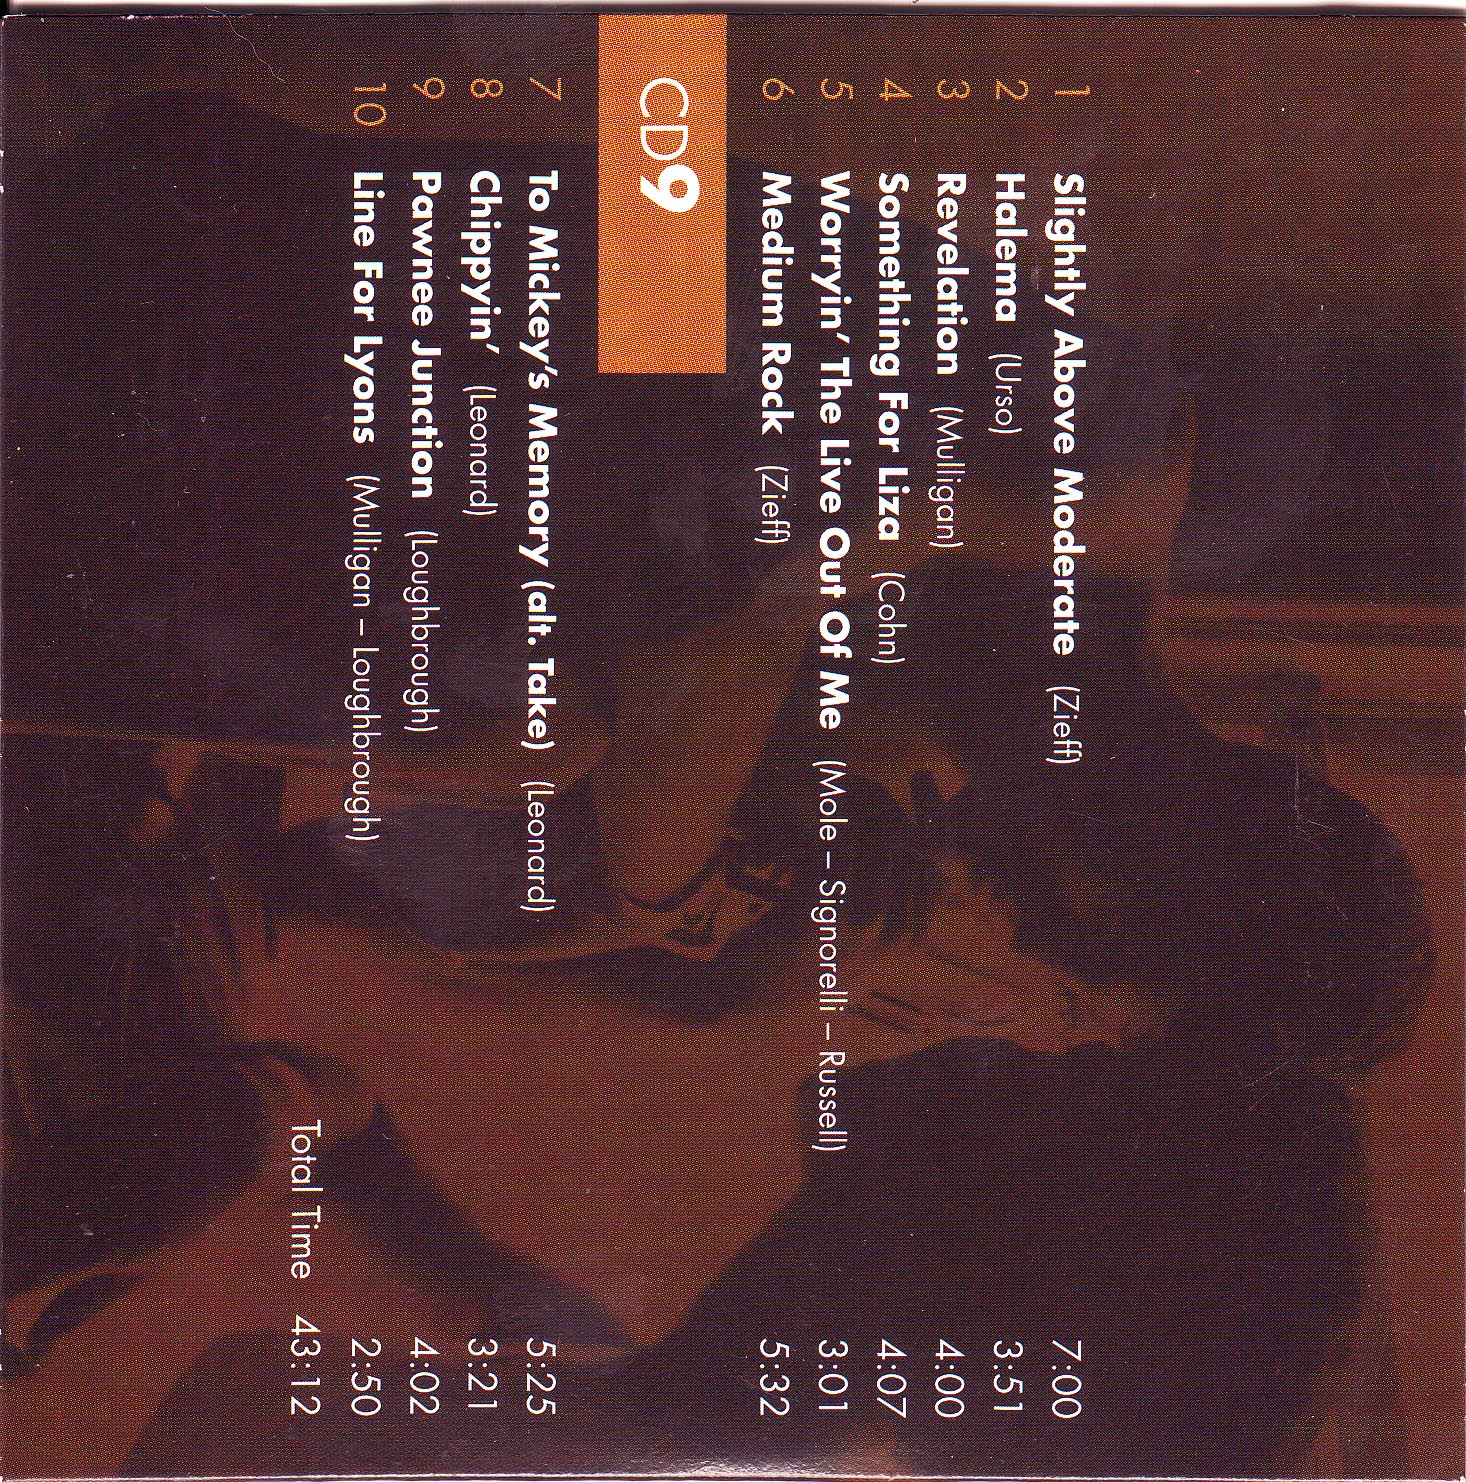 1 Slightly Above Moderate (Zieff) 7:00
2 Halema (Urso) 3:51
3 Revelation (Mulligan) 4:00
4 Something For Liza (Cohn) 4:07
5 Worryin' The Live Out Of Me (Mole – Signorelli – Russell) 3:01
6 Medium Rock (Zieff) 5:32
CD9
7 To Mickey's Memory (alt. Take) (Leonard) 5:25
8 Chippyin' (Leonard) 3:21
9 Pawnee Junction (Loughbrough) 4:02
10 Line For Lyons (Mulligan – Loughbrough) 2:50
Total Time 43:12